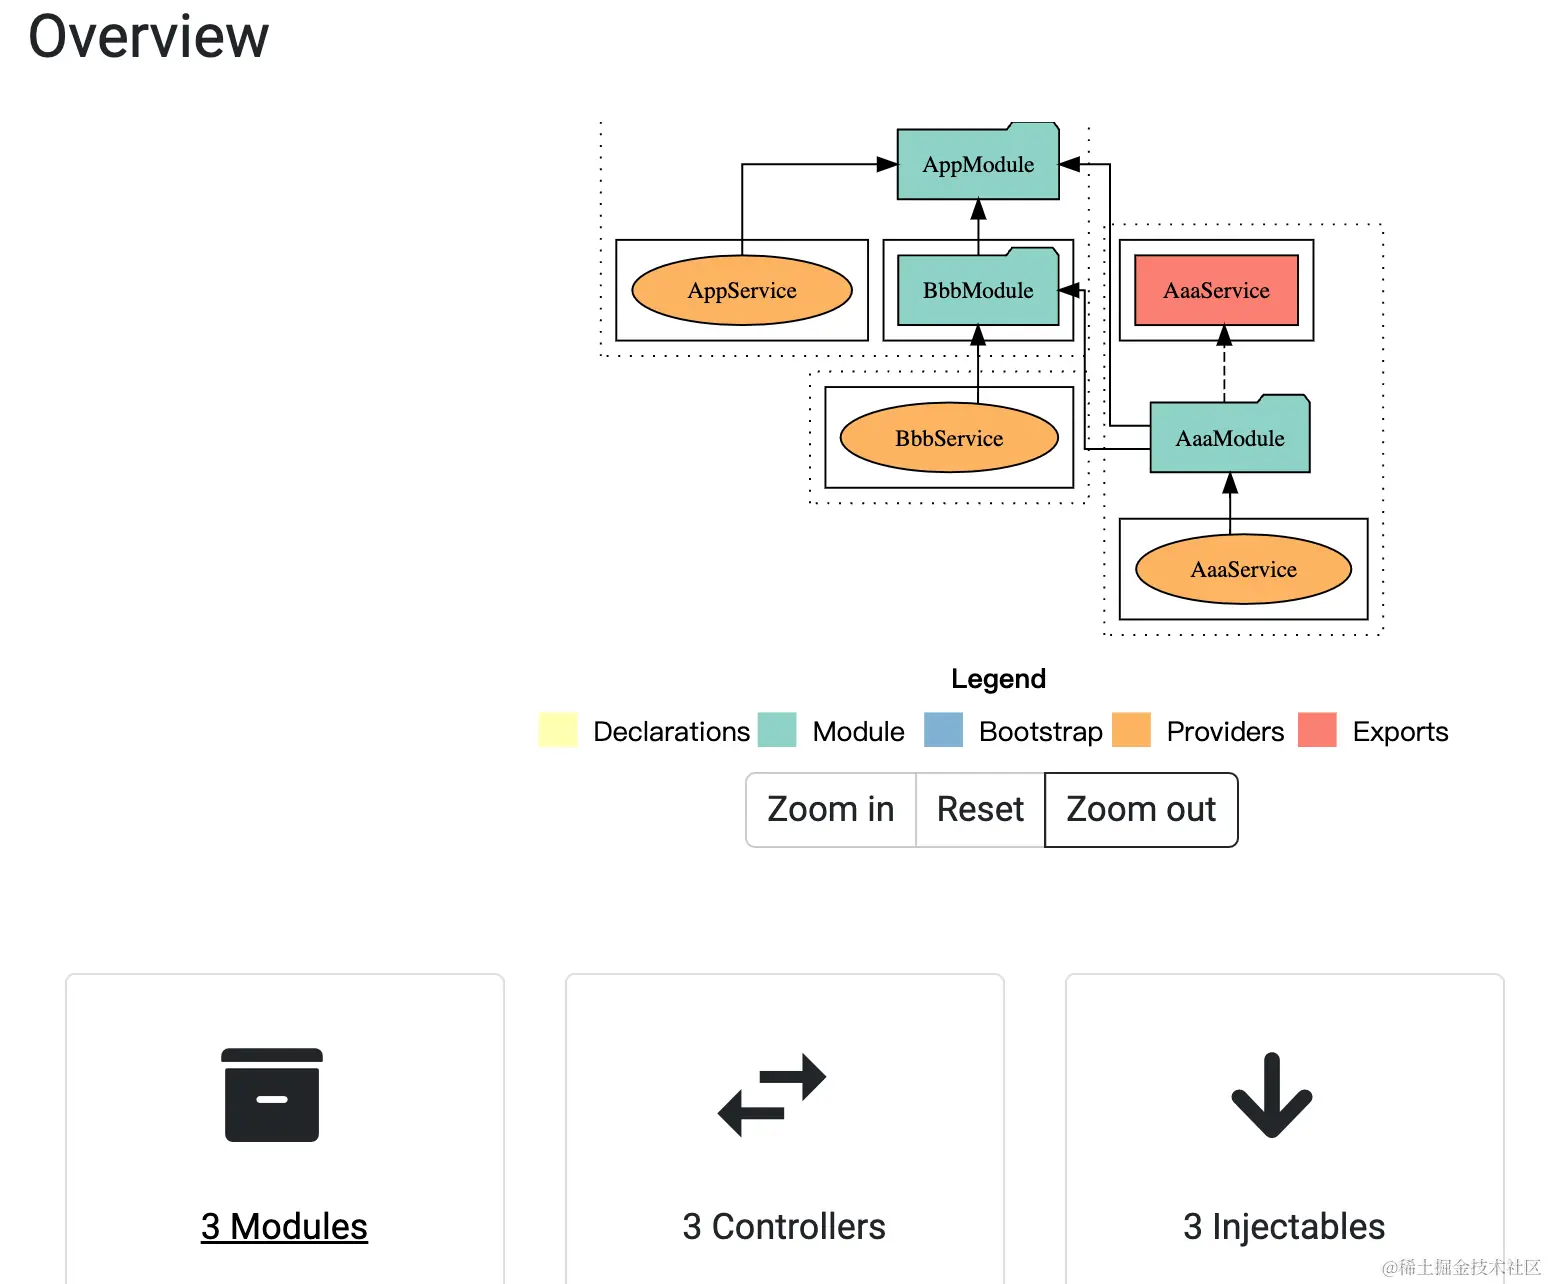 Overview
AppModule
AppService
BbbModule
AaaService
BbbService
AaaModule
AaaService
Legend
Declarations Module Bootstrap Providers Exports
Zoom in Reset Zoom out
3 Modules
3 Controllers
3 Injectables
@稀土掘金技术社区